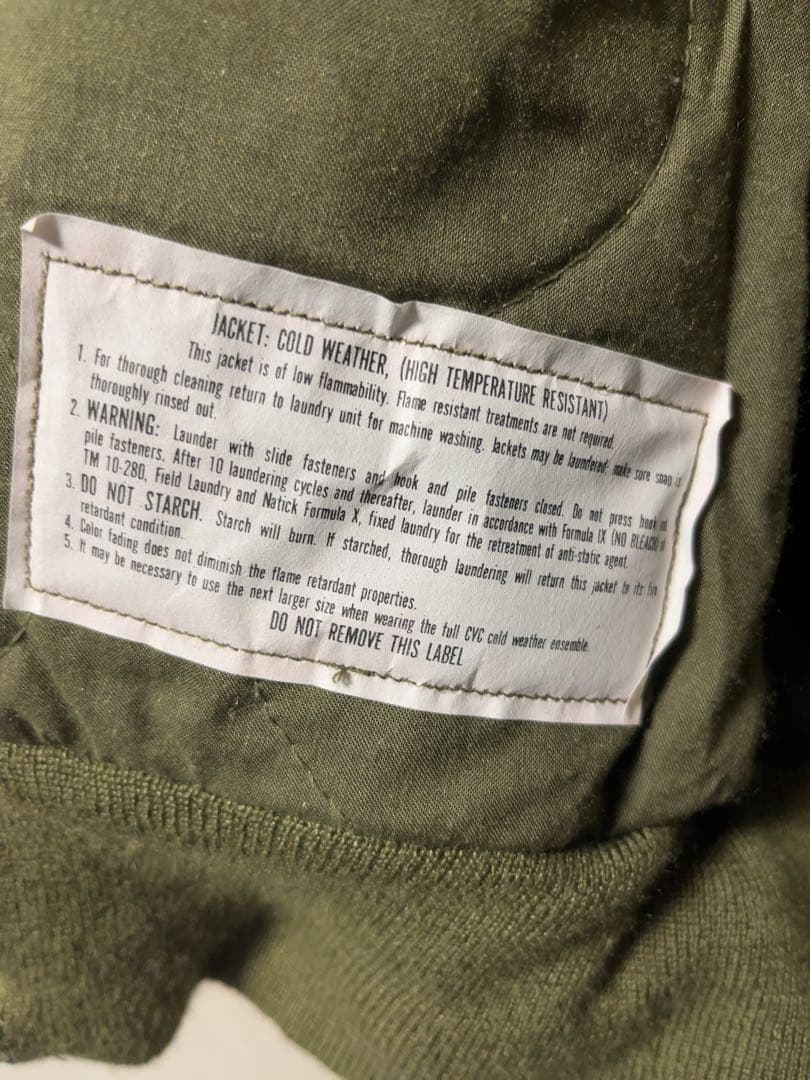 JACKET: COLD WEATHER, (HIGH TEMPERATURE RESISTANT)
This jacket is of low flammability. Flame resistant treatments are not required.
1. For thorough cleaning return to laundry unit for machine washing. Jackets may be laundered- make sure soap is
thoroughly rinsed out.
2. WARNING: Launder with slide fasteners and hook and pile fasteners closed. Do not press hook and
pile fasteners. After 10 laundering cycles and thereafter, launder in accordance with Formula IX (NO BLEACH) of
TM 10-280, Field Laundry and Natick Formula X, fixed laundry for the retreatment of anti-static agent.
3. DO NOT STARCH. Starch will burn. If starched, thorough laundering will return this jacket to its
retardant condition.
4. Color fading does not diminish the flame retardant properties.
5. It may be necessary to use the next larger size when wearing the full CVC cold weather ensemble.
DO NOT REMOVE THIS LABEL